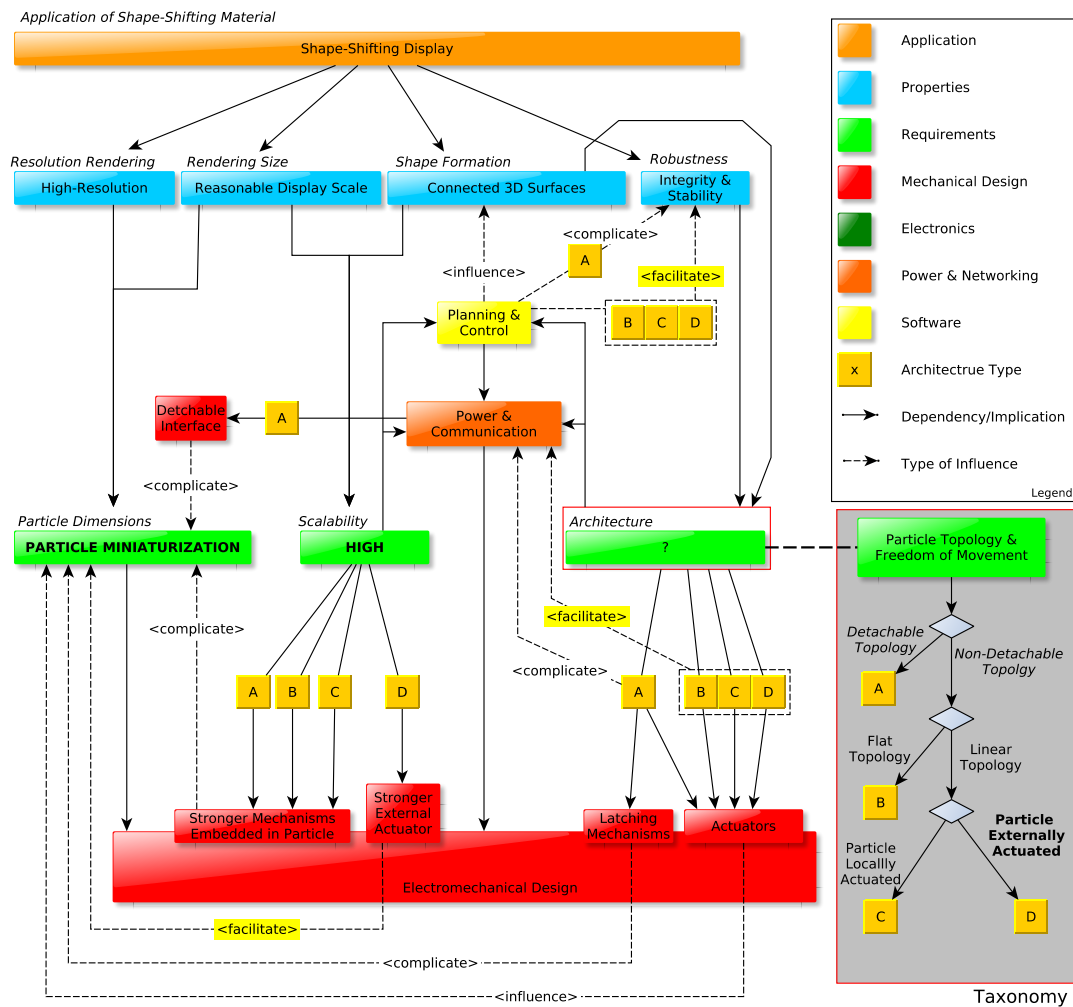 Application of Shape-Shifting Material
Shape-Shifting Display
Resolution Rendering
Rendering Size
Shape Formation
Robustness
High-Resolution
Reasonable Display Scale
Connected 3D Surfaces
Integrity &
Stability
<complicate>
A
<influence>
<facilitate>
Planning &
Control
B
C
D
Detchable
Interface
A
Power &
Communication
<complicate>
Particle Dimensions
Scalability
Architecture
PARTICLE MINIATURIZATION
HIGH
?
<complicate>
<facilitate>
<complicate>
A
B
C
D
A
B
C
D
Stronger Mechanisms
Embedded in Particle
Stronger
External
Actuator
Latching
Mechanisms
Actuators
Electromechanical Design
<facilitate>
<complicate>
<influence>
Application
Properties
Requirements
Mechanical Design
Electronics
Power & Networking
Software
x
Architectrue Type
Dependency/Implication
Type of Influence
Legend
Particle Topology &
Freedom of Movement
Detachable
Topology
Non-Detachable
Topolgy
A
Flat
Topology
Linear
Topology
B
Particle
Locallly
Actuated
Particle
Externally
Actuated
C
D
Taxonomy